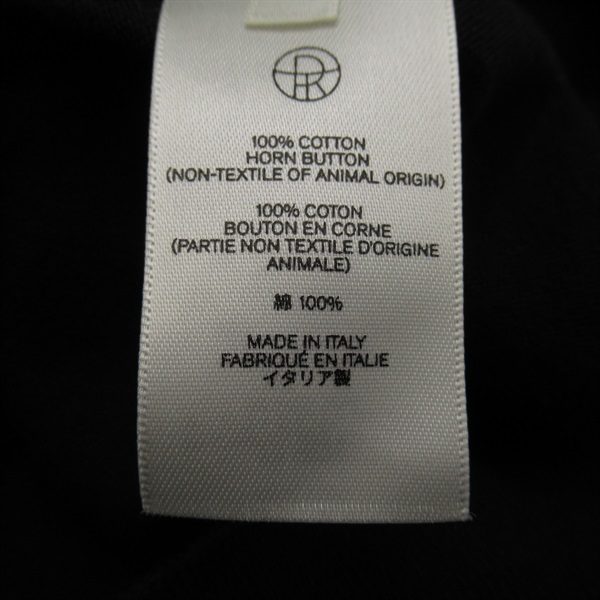 100% COTTON
HORN BUTTON
(NON-TEXTILE OF ANIMAL ORIGIN)
100% COTON
BOUTON EN CORNE
(PARTIE NON TEXTILE D'ORIGINE
ANIMALE)
綿 100%
MADE IN ITALY
FABRIQUÉ EN ITALIE
イタリア製